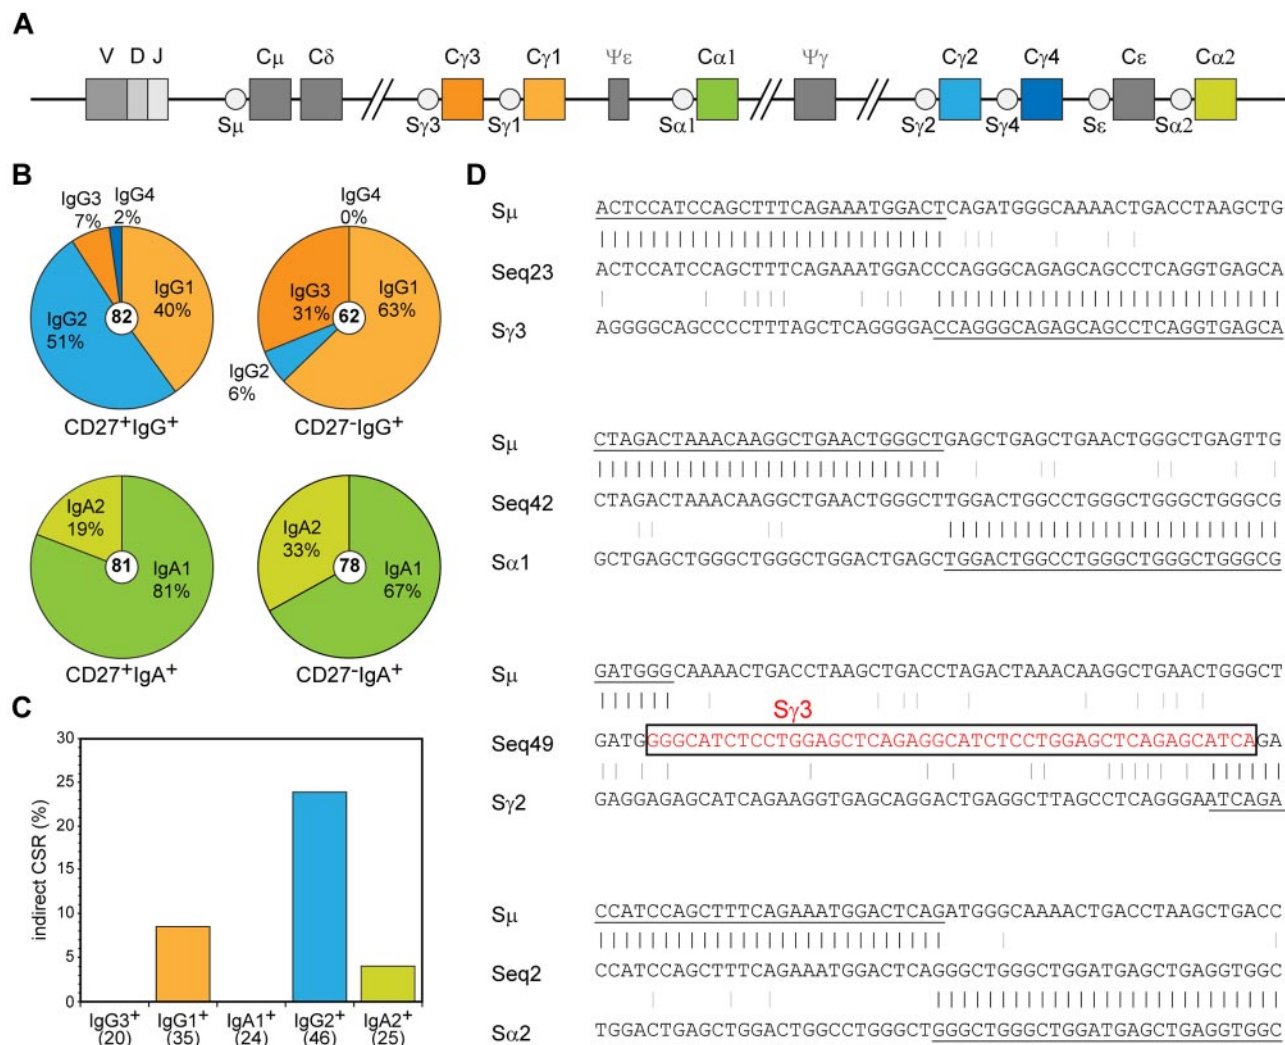 A
V D J Cμ Cδ Cγ3 Cγ1 Ψε Cα1 Ψγ Cγ2 Cγ4 Cε Cα2
Sμ Sγ3 Sγ1 Sα1 Sγ2 Sγ4 Sε Sα2
B
IgG3
7%
IgG4
2%
IgG1
40%
IgG2
51%
82
CD27+IgG+
IgG4
0%
IgG3
31%
IgG1
63%
62
IgG2
6%
CD27-IgG+
IgA2
19%
81
IgA1
81%
CD27+IgA+
IgA2
33%
78
IgA1
67%
CD27-IgA+
C
indirect CSR (%)
30
25
20
15
10
5
0
IgG3+ IgG1+ IgA1+ IgG2+ IgA2+
(20) (35) (24) (46) (25)
D
Sμ ACTCCATCCAGCTTTCAGAAATGGACTCAGATGGGCAAAACTGACCTAAGCTG
Seq23 ACTCCATCCAGCTTTCAGAAATGGACCCAGGGCAGAGCAGCCTCAGGTGAGCA
Sγ3 AGGGGCAGCCCCTTTAGCTCAGGGGACCAGGGCAGAGCAGCCTCAGGTGAGCA
Sμ CTAGACTAAACAAGGCTGAACTGGGCTGAGCTGAGCTGAACTGGGCTGAGTTG
Seq42 CTAGACTAAACAAGGCTGAACTGGGCTTGGACTGGCCTGGGCTGGGCTGGGCG
Sα1 GCTGAGCTGGGCTGGGCTGGACTGAGCTGGACTGGCCTGGGCTGGGCTGGGCG
Sμ GATGGGCAAAACTGACCTAAGCTGACCTAGACTAAACAAGGCTGAACTGGGCT
Sγ3
Seq49 GATGGGGCATCTCCTGGAGCTCAGAGGCATCTCCTGGAGCTCAGAGCATCAGA
Sγ2 GAGGAGAGCATCAGAAGGTGAGCAGGACTGAGGCTTAGCCTCAGGGAATCAGA
Sμ CCATCCAGCTTTCAGAAATGGACTCAGATGGGCAAAACTGACCTAAGCTGACC
Seq2 CCATCCAGCTTTCAGAAATGGACTCAGGGCTGGGCTGGATGAGCTGAGGTGGC
Sα2 TGGACTGAGCTGGACTGGCCTGGGCTGGGCTGGGCTGGATGAGCTGAGGTGGC